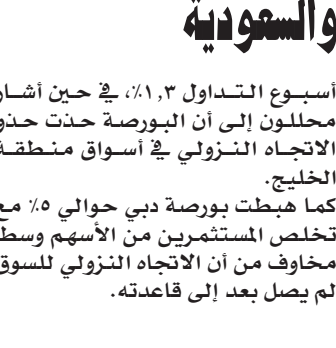 والسعودية
أسبوع التداول ١,٣٪، في حين أشار
محللون إلى أن البورصة حذت حذو
الاتجاه النزولي في أسواق منطقة
الخليج.
كما هبطت بورصة دبي حوالي ٥٪ مع
تخلص المستثمرين من الأسهم وسط
مخاوف من أن الاتجاه النزولي للسوق
لم يصل بعد إلى قاعدته.